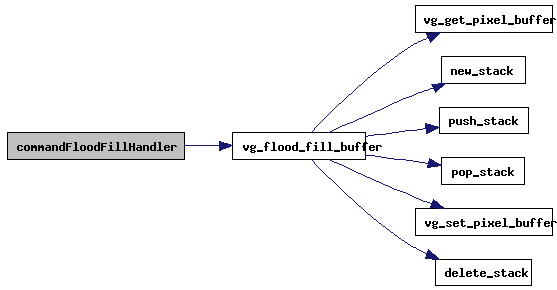 commandFloodFillHandler
vg_flood_fill_buffer
vg_get_pixel_buffer
new_stack
push_stack
pop_stack
vg_set_pixel_buffer
delete_stack